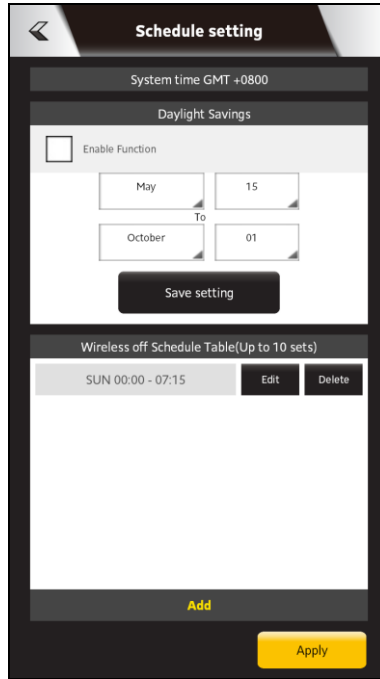 Schedule setting
System time GMT +0800
Daylight Savings
Enable Function
May 15
To
October 01
Save setting
Wireless off Schedule Table(Up to 10 sets)
SUN 00:00 - 07:15 Edit Delete
Add
Apply